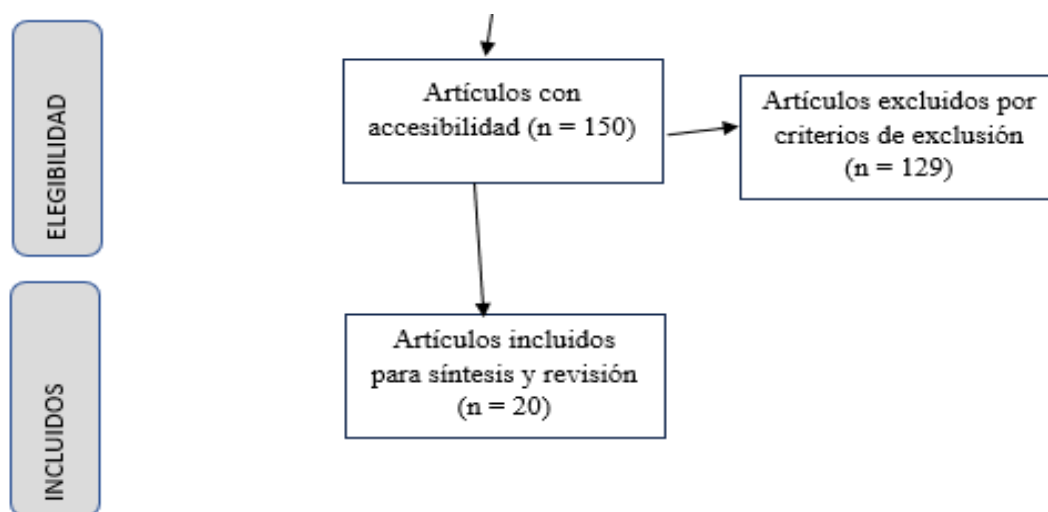 ELEGIBILIDAD
Artículos con
accesibilidad (n = 150)
Artículos excluidos por
criterios de exclusión
(n = 129)
INCLUIDOS
Artículos incluidos
para síntesis y revisión
(n = 20)